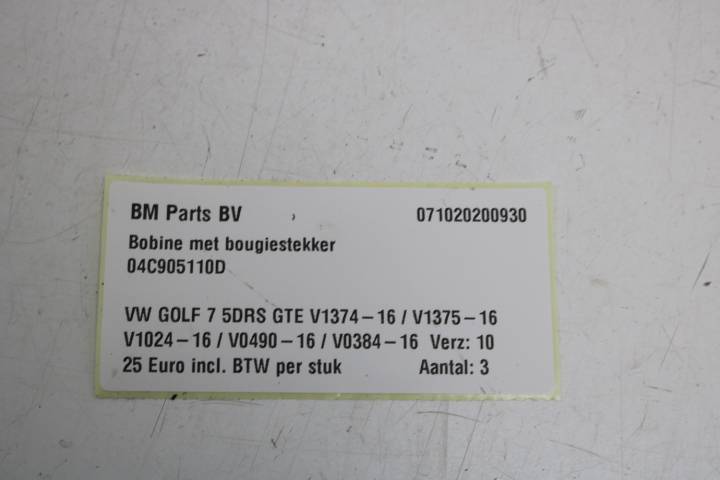 BM Parts BV 071020200930
Bobine met bougiestekker
04C905110D
VW GOLF 7 5DRS GTE V1374-16 / V1375-16
V1024-16 / V0490-16 / V0384-16 Verz: 10
25 Euro incl. BTW per stuk Aantal: 3